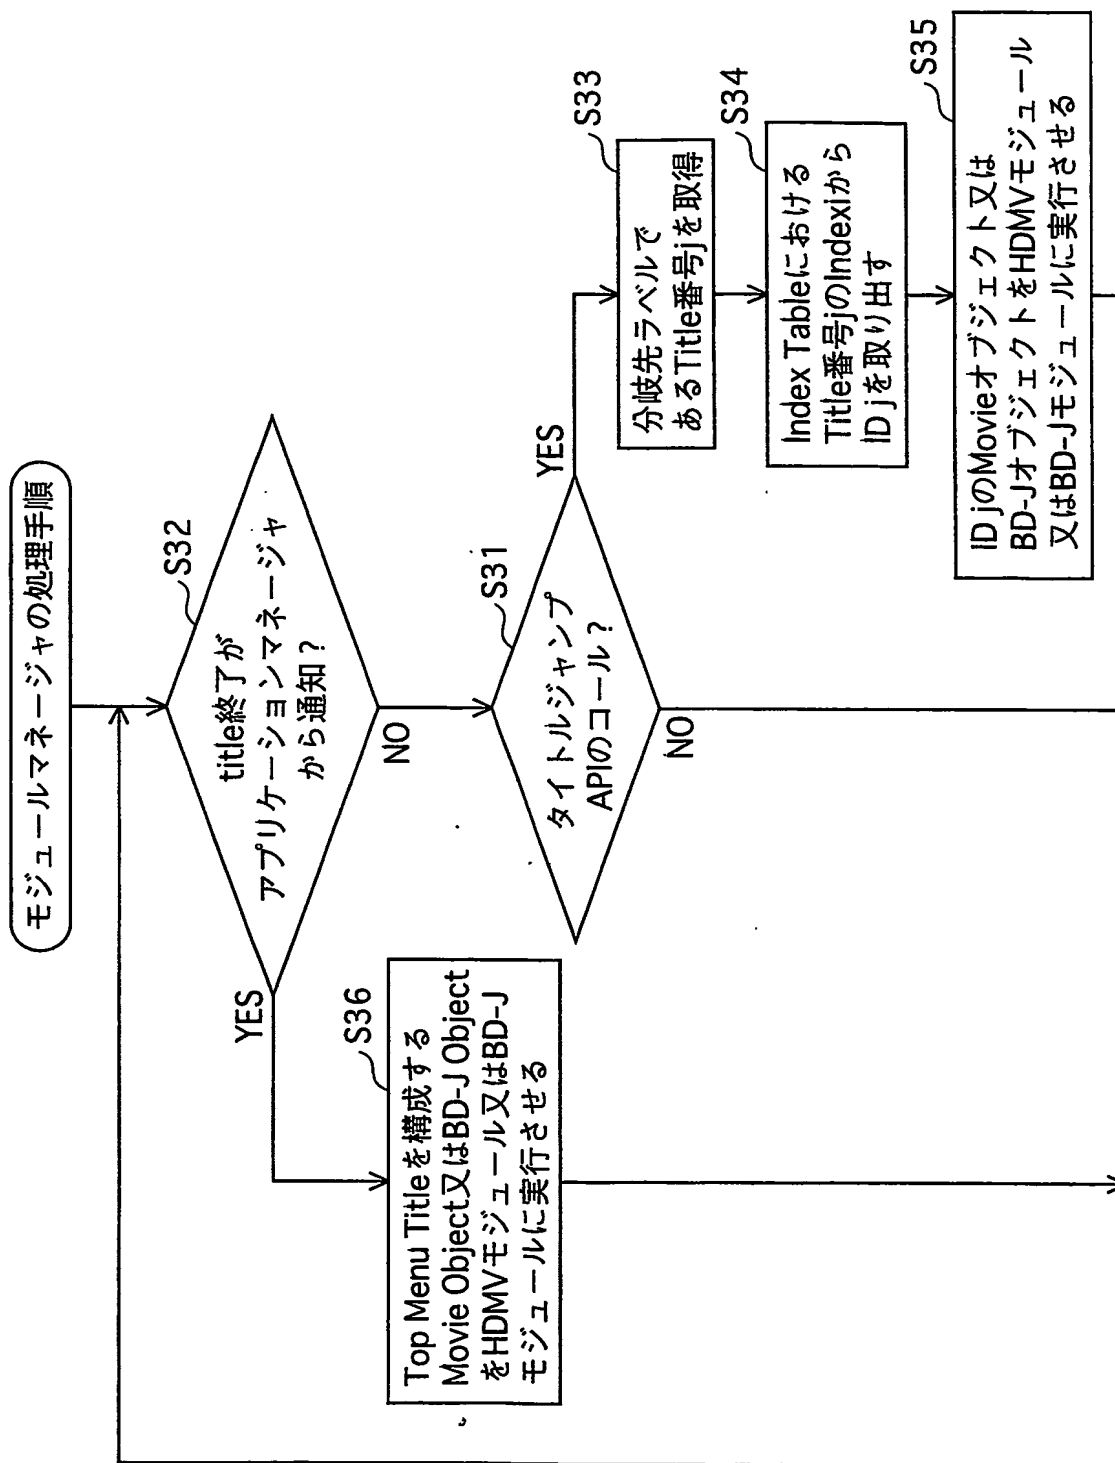 モジュールマネージャの処理手順
S32
title終了が
アプリケーションマネージャ
から通知？
YES
NO
S36
Top Menu Titleを構成する
Movie Object又はBD-J Object
をHDMVモジュール又はBD-J
モジュールに実行させる
S31
タイトルジャンプ
APIのコール？
YES
NO
S33
分岐先ラベルで
あるTitle番号jを取得
S34
Index Tableにおける
Title番号jのIndexiから
ID jを取り出す
S35
ID jのMovieオブジェクト又は
BD-JオブジェクトをHDMVモジュール
又はBD-Jモジュールに実行させる